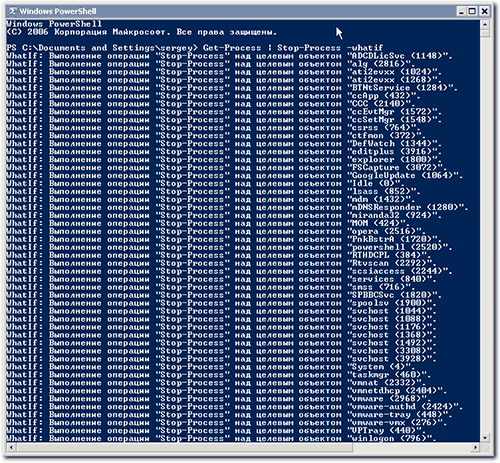 Windows PowerShell
Windows PowerShell
(C) 2006 Корпорация Майкрософт. Все права защищены.
PS C:\Documents and Settings\sergey> Get-Process | Stop-Process -whatif
WhatIf: Выполнение операции "Stop-Process" над целевым объектом "ADCDLicSvc (1148)".
WhatIf: Выполнение операции "Stop-Process" над целевым объектом "alg (2816)".
WhatIf: Выполнение операции "Stop-Process" над целевым объектом "ati2evxx (1024)".
WhatIf: Выполнение операции "Stop-Process" над целевым объектом "ati2evxx (1268)".
WhatIf: Выполнение операции "Stop-Process" над целевым объектом "BTNtService (1284)".
WhatIf: Выполнение операции "Stop-Process" над целевым объектом "ccApp (432)".
WhatIf: Выполнение операции "Stop-Process" над целевым объектом "CCC (2140)".
WhatIf: Выполнение операции "Stop-Process" над целевым объектом "ccEvtMgr (1572)".
WhatIf: Выполнение операции "Stop-Process" над целевым объектом "ccSetMgr (1548)".
WhatIf: Выполнение операции "Stop-Process" над целевым объектом "csrss (764)".
WhatIf: Выполнение операции "Stop-Process" над целевым объектом "ctfmon (372)".
WhatIf: Выполнение операции "Stop-Process" над целевым объектом "DefWatch (1344)".
WhatIf: Выполнение операции "Stop-Process" над целевым объектом "editplus (3916)".
WhatIf: Выполнение операции "Stop-Process" над целевым объектом "explorer (1800)".
WhatIf: Выполнение операции "Stop-Process" над целевым объектом "FSCapture (3072)".
WhatIf: Выполнение операции "Stop-Process" над целевым объектом "GoogleUpdate (1064)".
WhatIf: Выполнение операции "Stop-Process" над целевым объектом "Idle (0)".
WhatIf: Выполнение операции "Stop-Process" над целевым объектом "lsass (852)".
WhatIf: Выполнение операции "Stop-Process" над целевым объектом "mdm (1432)".
WhatIf: Выполнение операции "Stop-Process" над целевым объектом "mDNSResponder (1280)".
WhatIf: Выполнение операции "Stop-Process" над целевым объектом "miranda32 (924)".
WhatIf: Выполнение операции "Stop-Process" над целевым объектом "MOM (424)".
WhatIf: Выполнение операции "Stop-Process" над целевым объектом "opera (2516)".
WhatIf: Выполнение операции "Stop-Process" над целевым объектом "PnkBstrA (1720)".
WhatIf: Выполнение операции "Stop-Process" над целевым объектом "powershell (2520)".
WhatIf: Выполнение операции "Stop-Process" над целевым объектом "RTHDCPL (384)".
WhatIf: Выполнение операции "Stop-Process" над целевым объектом "Rtvscan (2292)".
WhatIf: Выполнение операции "Stop-Process" над целевым объектом "scsiaccess (2244)".
WhatIf: Выполнение операции "Stop-Process" над целевым объектом "services (840)".
WhatIf: Выполнение операции "Stop-Process" над целевым объектом "smss (716)".
WhatIf: Выполнение операции "Stop-Process" над целевым объектом "SPBBCSvc (1820)".
WhatIf: Выполнение операции "Stop-Process" над целевым объектом "spoolsv (1900)".
WhatIf: Выполнение операции "Stop-Process" над целевым объектом "svchost (1044)".
WhatIf: Выполнение операции "Stop-Process" над целевым объектом "svchost (1088)".
WhatIf: Выполнение операции "Stop-Process" над целевым объектом "svchost (1176)".
WhatIf: Выполнение операции "Stop-Process" над целевым объектом "svchost (1368)".
WhatIf: Выполнение операции "Stop-Process" над целевым объектом "svchost (1492)".
WhatIf: Выполнение операции "Stop-Process" над целевым объектом "svchost (3308)".
WhatIf: Выполнение операции "Stop-Process" над целевым объектом "svchost (3928)".
WhatIf: Выполнение операции "Stop-Process" над целевым объектом "System (4)".
WhatIf: Выполнение операции "Stop-Process" над целевым объектом "taskmgr (460)".
WhatIf: Выполнение операции "Stop-Process" над целевым объектом "vmnat (2332)".
WhatIf: Выполнение операции "Stop-Process" над целевым объектом "vmnetdhcp (2404)".
WhatIf: Выполнение операции "Stop-Process" над целевым объектом "vmware (2968)".
WhatIf: Выполнение операции "Stop-Process" над целевым объектом "vmware-authd (2424)".
WhatIf: Выполнение операции "Stop-Process" над целевым объектом "vmware-tray (448)".
WhatIf: Выполнение операции "Stop-Process" над целевым объектом "vmware-vmx (276)".
WhatIf: Выполнение операции "Stop-Process" над целевым объектом "VPTray (440)".
WhatIf: Выполнение операции "Stop-Process" над целевым объектом "winlogon (796)".